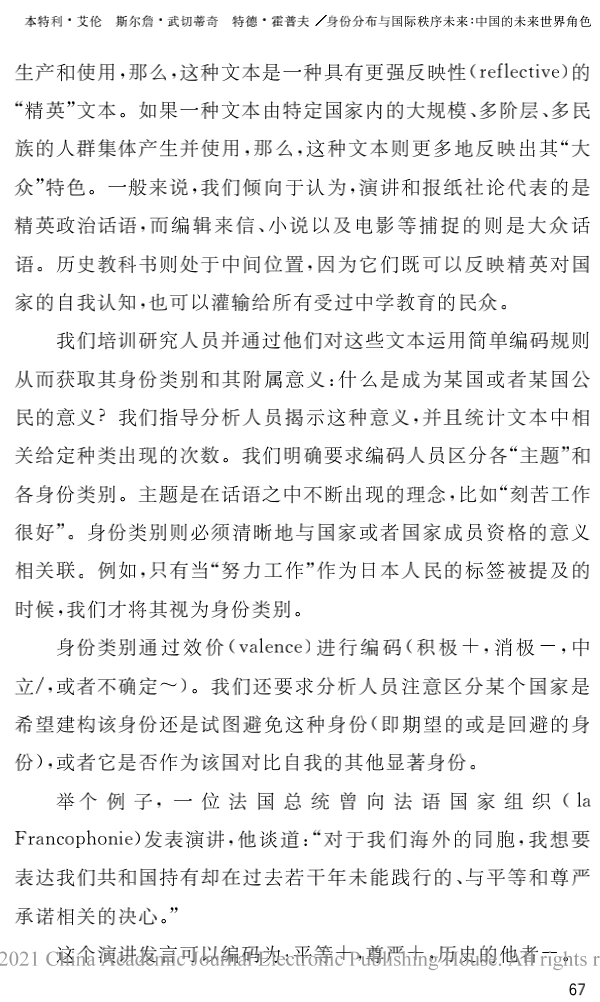 本特利·艾伦　斯尔詹·武切蒂奇　特德·霍普夫／身份分布与国际秩序未来：中国的未来世界角色
生产和使用，那么，这种文本是一种具有更强反映性(reflective)的
“精英”文本。如果一种文本由特定国家内的大规模、多阶层、多民
族的人群集体产生并使用，那么，这种文本则更多地反映出其“大
众”特色。一般来说，我们倾向于认为，演讲和报纸社论代表的是
精英政治话语，而编辑来信、小说以及电影等捕捉的则是大众话
语。历史教科书则处于中间位置，因为它们既可以反映精英对国
家的自我认知，也可以灌输给所有受过中学教育的民众。
我们培训研究人员并通过他们对这些文本运用简单编码规则
从而获取其身份类别和其附属意义：什么是成为某国或者某国公
民的意义？我们指导分析人员揭示这种意义，并且统计文本中相
关给定种类出现的次数。我们明确要求编码人员区分各“主题”和
各身份类别。主题是在话语之中不断出现的理念，比如“刻苦工作
很好”。身份类别则必须清晰地与国家或者国家成员资格的意义
相关联。例如，只有当“努力工作”作为日本人民的标签被提及的
时候，我们才将其视为身份类别。
身份类别通过效价(valence)进行编码(积极＋，消极－，中
立/，或者不确定～)。我们还要求分析人员注意区分某个国家是
希望建构该身份还是试图避免这种身份(即期望的或是回避的身
份)，或者它是否作为该国对比自我的其他显著身份。
举个例子，一位法国总统曾向法语国家组织(la
Francophonie)发表演讲，他谈道：“对于我们海外的同胞，我想要
表达我们共和国持有却在过去若干年未能践行的、与平等和尊严
承诺相关的决心。”
这个演讲发言可以编码为：平等＋，尊严＋，历史的他者－。
2021 China Academic Journal Electronic Publishing House. All rights r
67